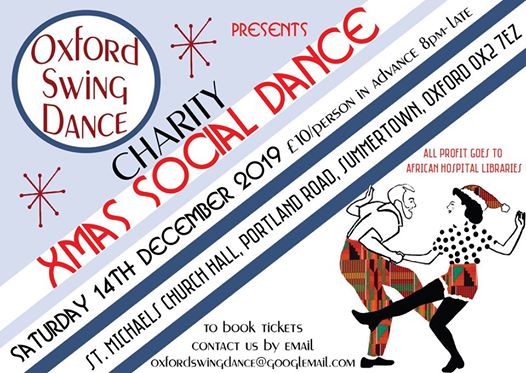 Oxford
Swing
Dance
PRESENTS
CHARITY
XMAS SOCIAL DANCE
SATURDAY 14TH DECEMBER 2019 £10/PERSON IN ADVANCE 8PM-LATE
ST. MICHAELS CHURCH HALL, PORTLAND ROAD, SUMMERTOWN, OXFORD OX2 7EZ
ALL PROFIT GOES TO
AFRICAN HOSPITAL LIBRARIES
TO BOOK TICKETS
CONTACT US BY EMAIL
OXFORDSWINGDANCE@GOOGLEMAIL.COM